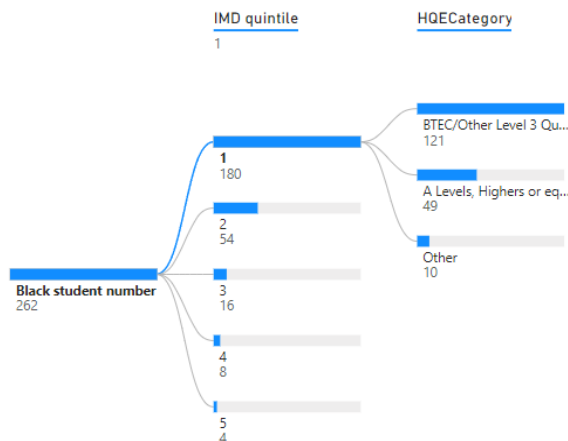 IMD quintile
1
HQECategory
Black student number
262
1
180
2
54
3
16
4
8
5
4
BTEC/Other Level 3 Qu...
121
A Levels, Highers or eq...
49
Other
10